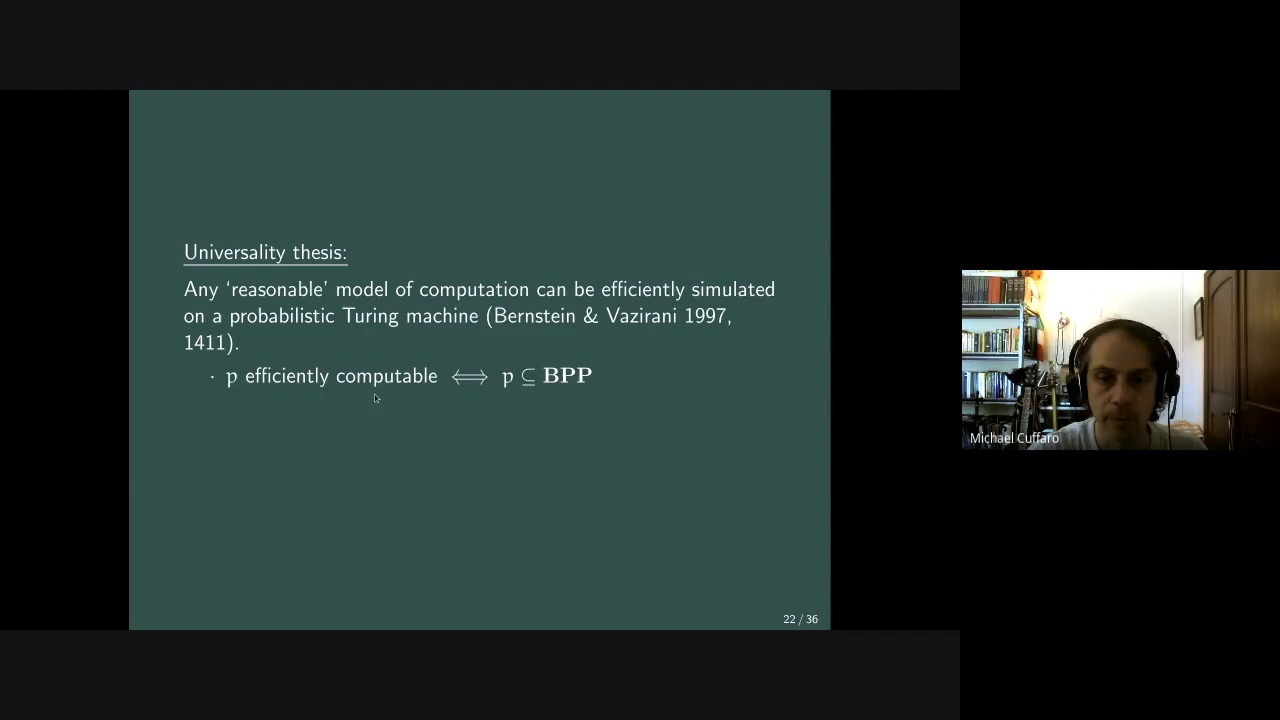 Universality thesis:
Any ‘reasonable’ model of computation can be efficiently simulated
on a probabilistic Turing machine (Bernstein & Vazirani 1997,
1411).
· p efficiently computable ⟺ p ⊆ BPP
22 / 36
Michael Cuffaro